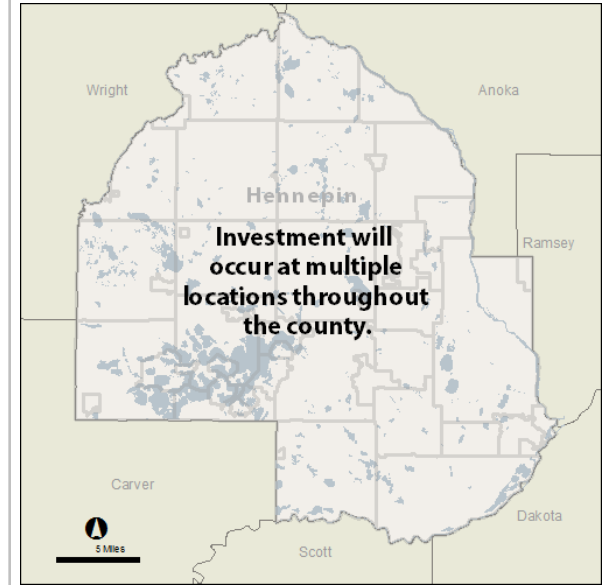 Wright
Anoka
Hennepin
Investment will
occur at multiple
locations throughout
the county.
Ramsey
Carver
5 Miles
Scott
Dakota